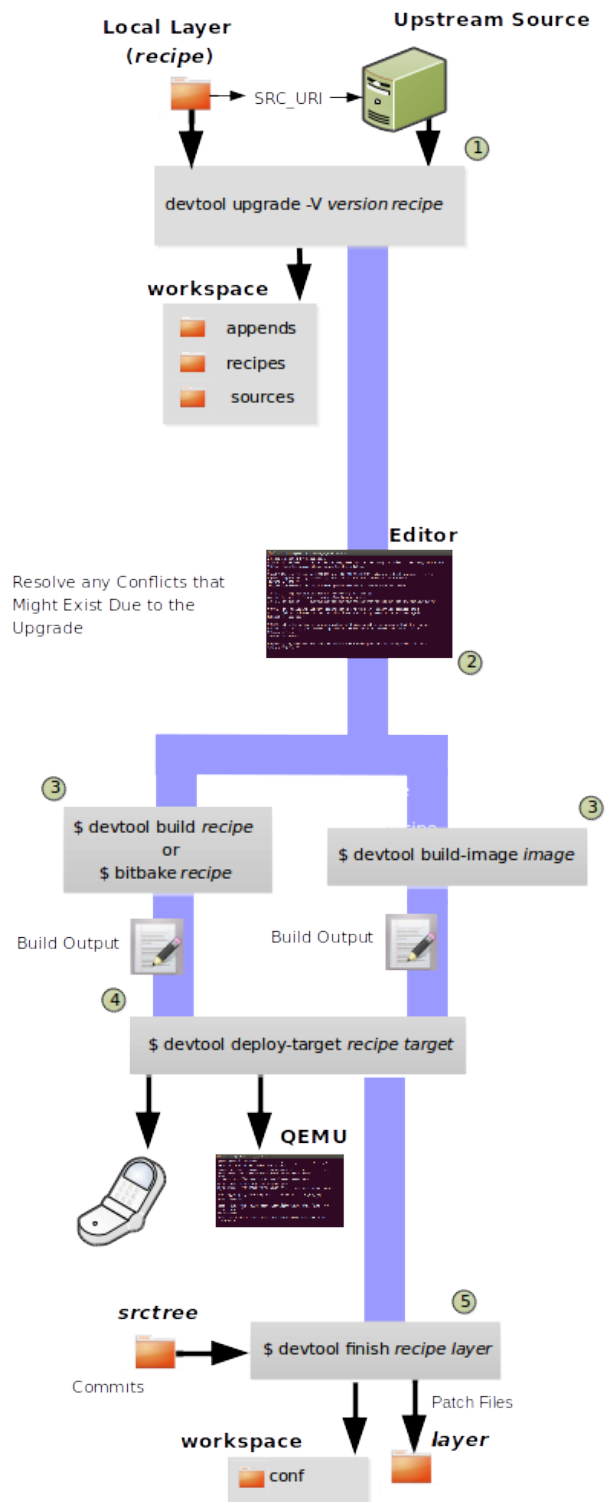 Upstream Source
Local Layer
(recipe)
SRC_URI
1
devtool upgrade -V version recipe
workspace
appends
recipes
sources
Editor
Resolve any Conflicts that
Might Exist Due to the
Upgrade
2
3
3
$ devtool build recipe
or
$ bitbake recipe
$ devtool build-image image
Build Output
Build Output
4
$ devtool deploy-target recipe target
QEMU
5
srctree
$ devtool finish recipe layer
Commits
Patch Files
workspace
layer
conf